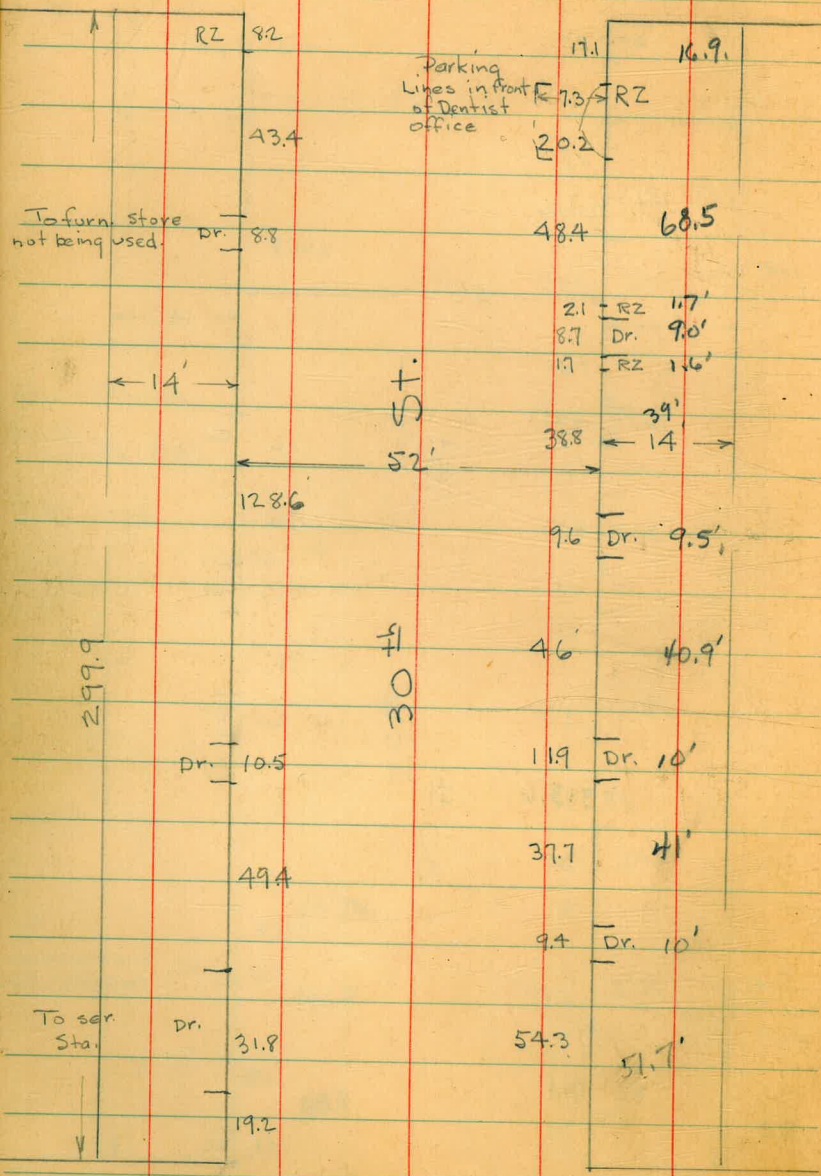 RZ 8.2
17.1 16.9.
Parking
Lines in front
of Dentist
office
7.3 RZ
20.2
43.4
To furn. store
not being used.
Dr. 8.8
48.4 68.5
2.1 RZ 1.7'
8.7 Dr. 9.0'
1.7 RZ 1.6'
14'
39'
38.8 14
52'
30th St.
128.6'
9.6 Dr. 9.5'
299.9
46' 40.9'
Dr. 10.5
11.9 Dr. 10'
37.7 41'
49.4
9.4 Dr. 10'
To ser.
Sta.
Dr. 31.8
54.3 51.7'
19.2